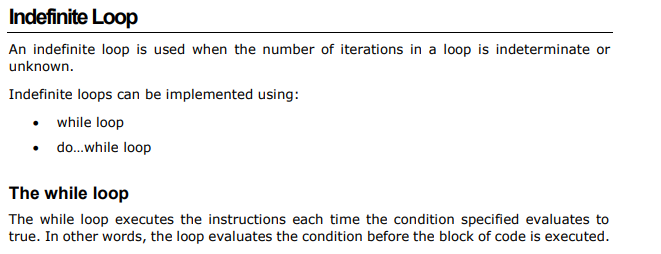 Indefinite Loop
An indefinite loop is used when the number of iterations in a loop is indeterminate or
unknown.
Indefinite loops can be implemented using:
• while loop
• do...while loop
The while loop
The while loop executes the instructions each time the condition specified evaluates to
true. In other words, the loop evaluates the condition before the block of code is executed.